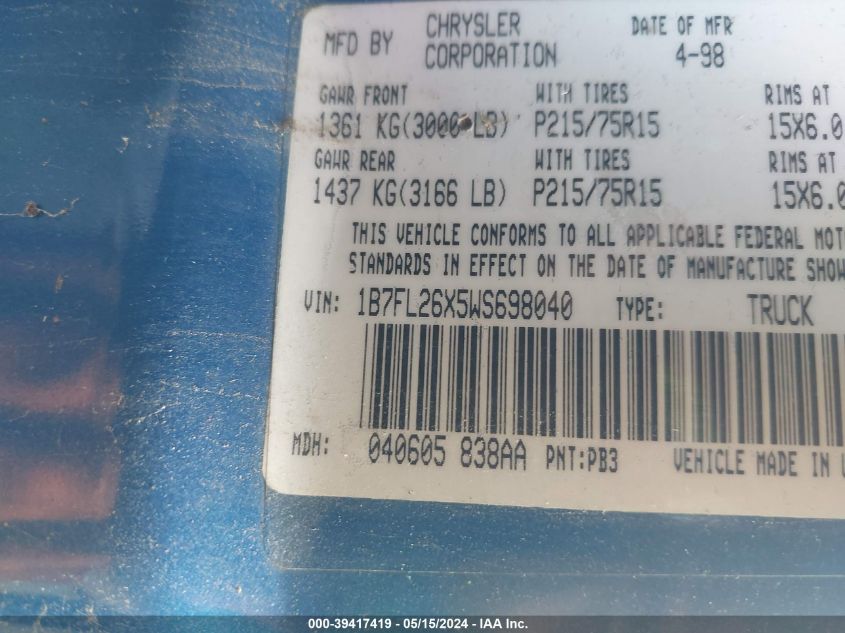 MFD BY CHRYSLER CORPORATION DATE OF MFR 4-98
GAWR FRONT WITH TIRES RIMS AT
1361 KG(3000 LB) P215/75R15 15X6.0
GAWR REAR WITH TIRES RIMS AT
1437 KG(3166 LB) P215/75R15 15X6.0
THIS VEHICLE CONFORMS TO ALL APPLICABLE FEDERAL MOT
STANDARDS IN EFFECT ON THE DATE OF MANUFACTURE SHOW
VIN: 1B7FL26X5WS698040 TYPE: TRUCK
MDH: 040605 838AA PNT:PB3 VEHICLE MADE IN U
000-39417419 - 05/15/2024 - IAA Inc.